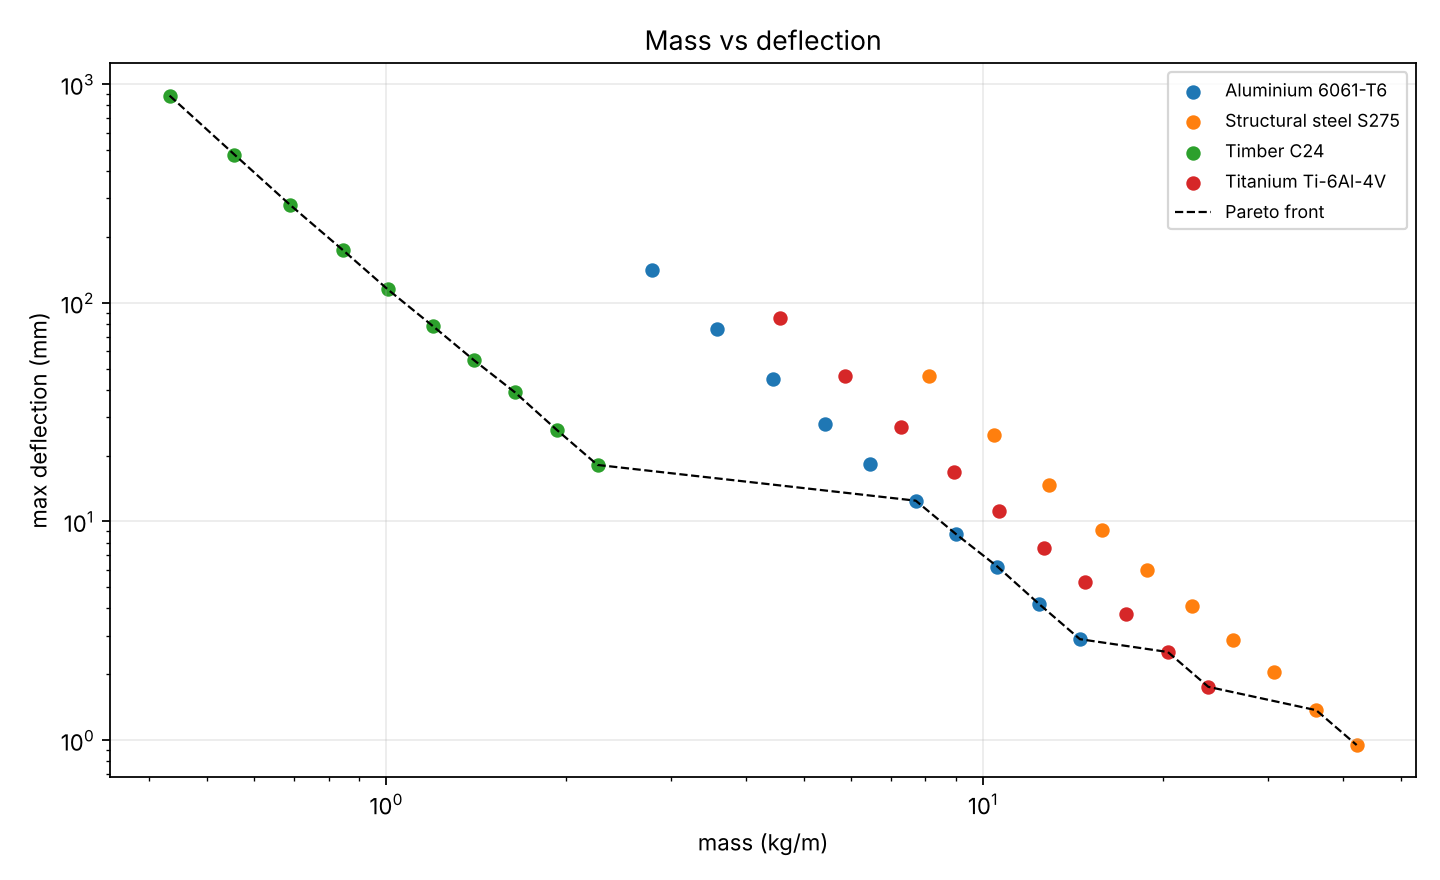 Mass vs deflection
max deflection (mm)
10³
10²
10¹
10⁰
Aluminium 6061-T6
Structural steel S275
Timber C24
Titanium Ti-6Al-4V
Pareto front
10⁰
10¹
mass (kg/m)